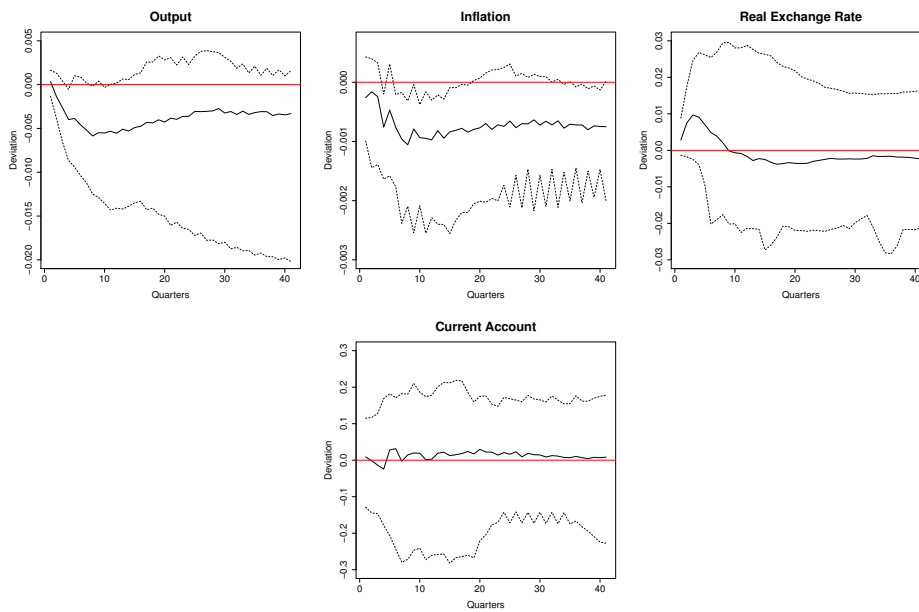 Output
Deviation
0.005
0.000
−0.005
−0.010
−0.015
−0.020
0 10 20 30 40
Quarters
Inflation
Deviation
0.000
−0.001
−0.002
−0.003
0 10 20 30 40
Quarters
Real Exchange Rate
Deviation
0.03
0.02
0.01
0.00
−0.01
−0.02
−0.03
0 10 20 30 40
Quarters
Current Account
Deviation
0.3
0.2
0.1
0.0
−0.1
−0.2
−0.3
0 10 20 30 40
Quarters